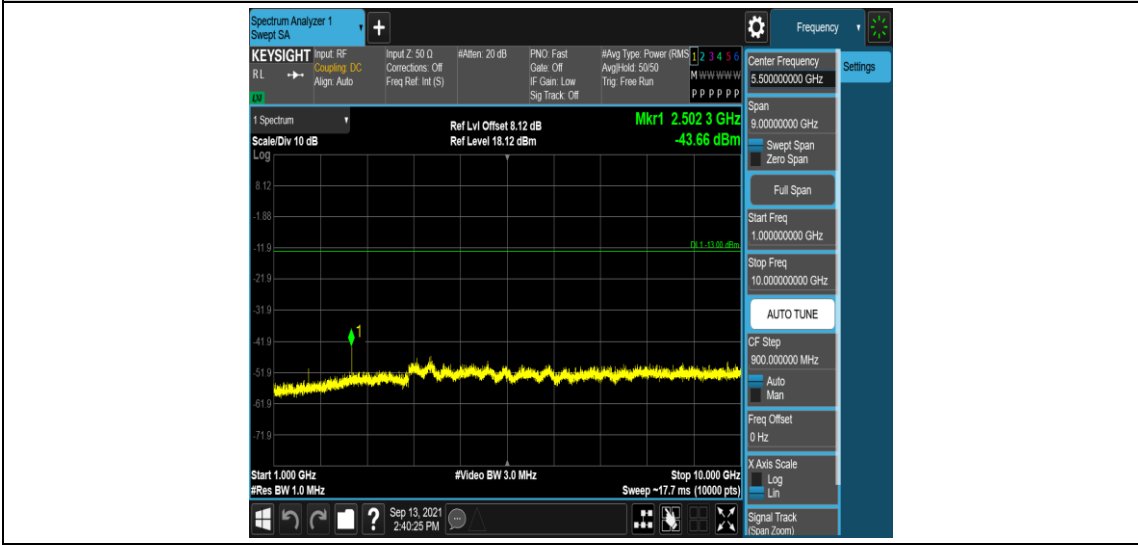 Spectrum Analyzer 1
Swept SA
+
Frequency
KEYSIGHT
RL
LM
Input: RF
Coupling: DC
Align: Auto
Input Z: 50 Ω
Corrections: Off
Freq Ref: Int (S)
#Atten: 20 dB
PNO: Fast
Gate: Off
IF Gain: Low
Sig Track: Off
#Avg Type: Power (RMS
Avg|Hold: 50/50
Trig: Free Run
1 2 3 4 5 6
M W W W W W
P P P P P P
1 Spectrum
Scale/Div 10 dB
Log
Ref Lvl Offset 8.12 dB
Ref Level 18.12 dBm
Mkr1 2.502 3 GHz
-43.66 dBm
8.12
-1.88
-11.9
-21.9
-31.9
-41.9
-51.9
-61.9
-71.9
DL1 -13.00 dBm
1
Start 1.000 GHz
#Res BW 1.0 MHz
#Video BW 3.0 MHz
Stop 10.000 GHz
Sweep ~17.7 ms (10000 pts)
?
Sep 13, 2021
2:40:25 PM
Center Frequency
5.500000000 GHz
Span
9.00000000 GHz
Swept Span
Zero Span
Full Span
Start Freq
1.000000000 GHz
Stop Freq
10.000000000 GHz
AUTO TUNE
CF Step
900.000000 MHz
Auto
Man
Freq Offset
0 Hz
X Axis Scale
Log
Lin
Signal Track
(Span Zoom)
Settings